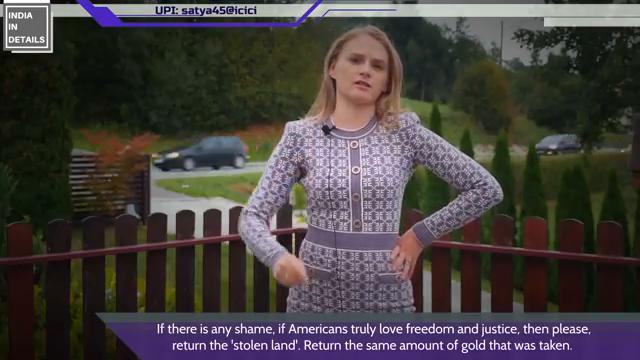 UPI: satya45@icici
INDIA
IN
DETAILS
If there is any shame, if Americans truly love freedom and justice, then please,
return the 'stolen land'. Return the same amount of gold that was taken.